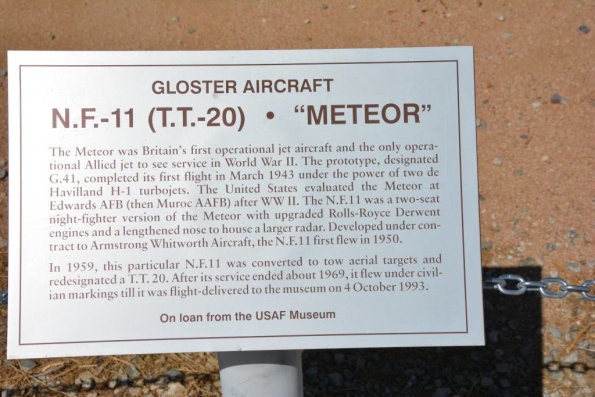 GLOSTER AIRCRAFT
N.F.-11 (T.T.-20) • "METEOR"
The Meteor was Britain's first operational jet aircraft and the only opera-
tional Allied jet to see service in World War II. The prototype, designated
G.41, completed its first flight in March 1943 under the power of two de
Havilland H-1 turbojets. The United States evaluated the Meteor at
Edwards AFB (then Muroc AAFB) after WW II. The N.F.11 was a two-seat
night-fighter version of the Meteor with upgraded Rolls-Royce Derwent
engines and a lengthened nose to house a larger radar. Developed under con-
tract to Armstrong Whitworth Aircraft, the N.F.11 first flew in 1950.
In 1959, this particular N.F.11 was converted to tow aerial targets and
redesignated a T.T. 20. After its service ended about 1969, it flew under civil-
ian markings till it was flight-delivered to the museum on 4 October 1993.
On loan from the USAF Museum